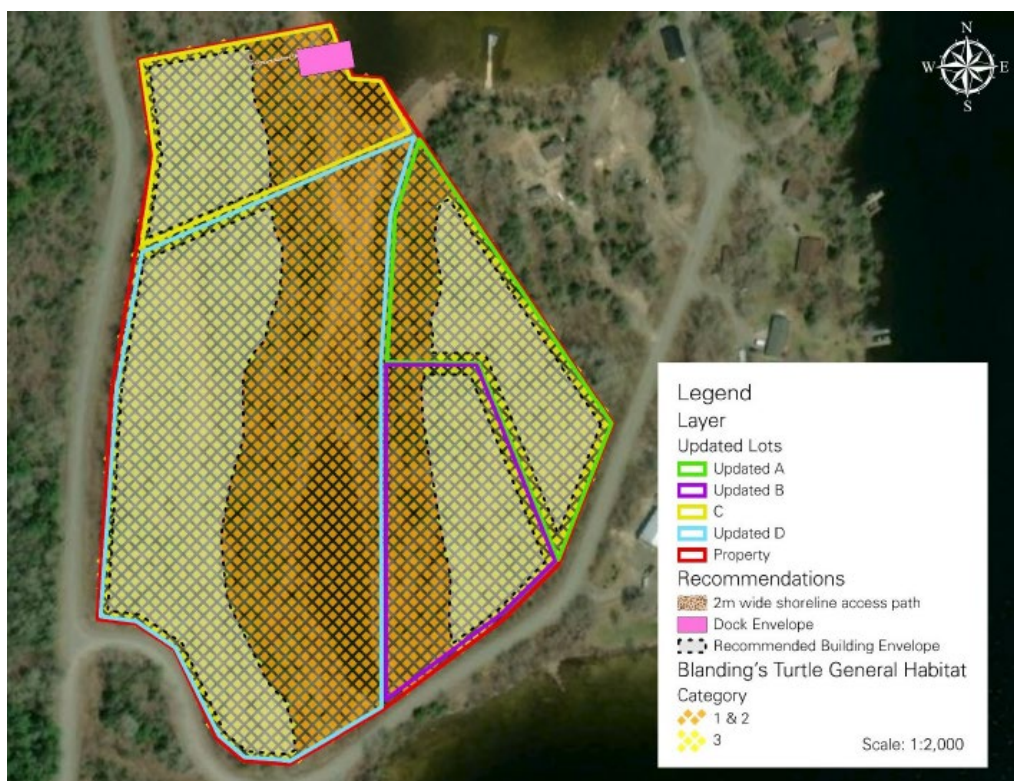 N
W E
S
Legend
Layer
Updated Lots
Updated A
Updated B
C
Updated D
Property
Recommendations
2m wide shoreline access path
Dock Envelope
Recommended Building Envelope
Blanding's Turtle General Habitat
Category
1 & 2
3
Scale: 1:2,000